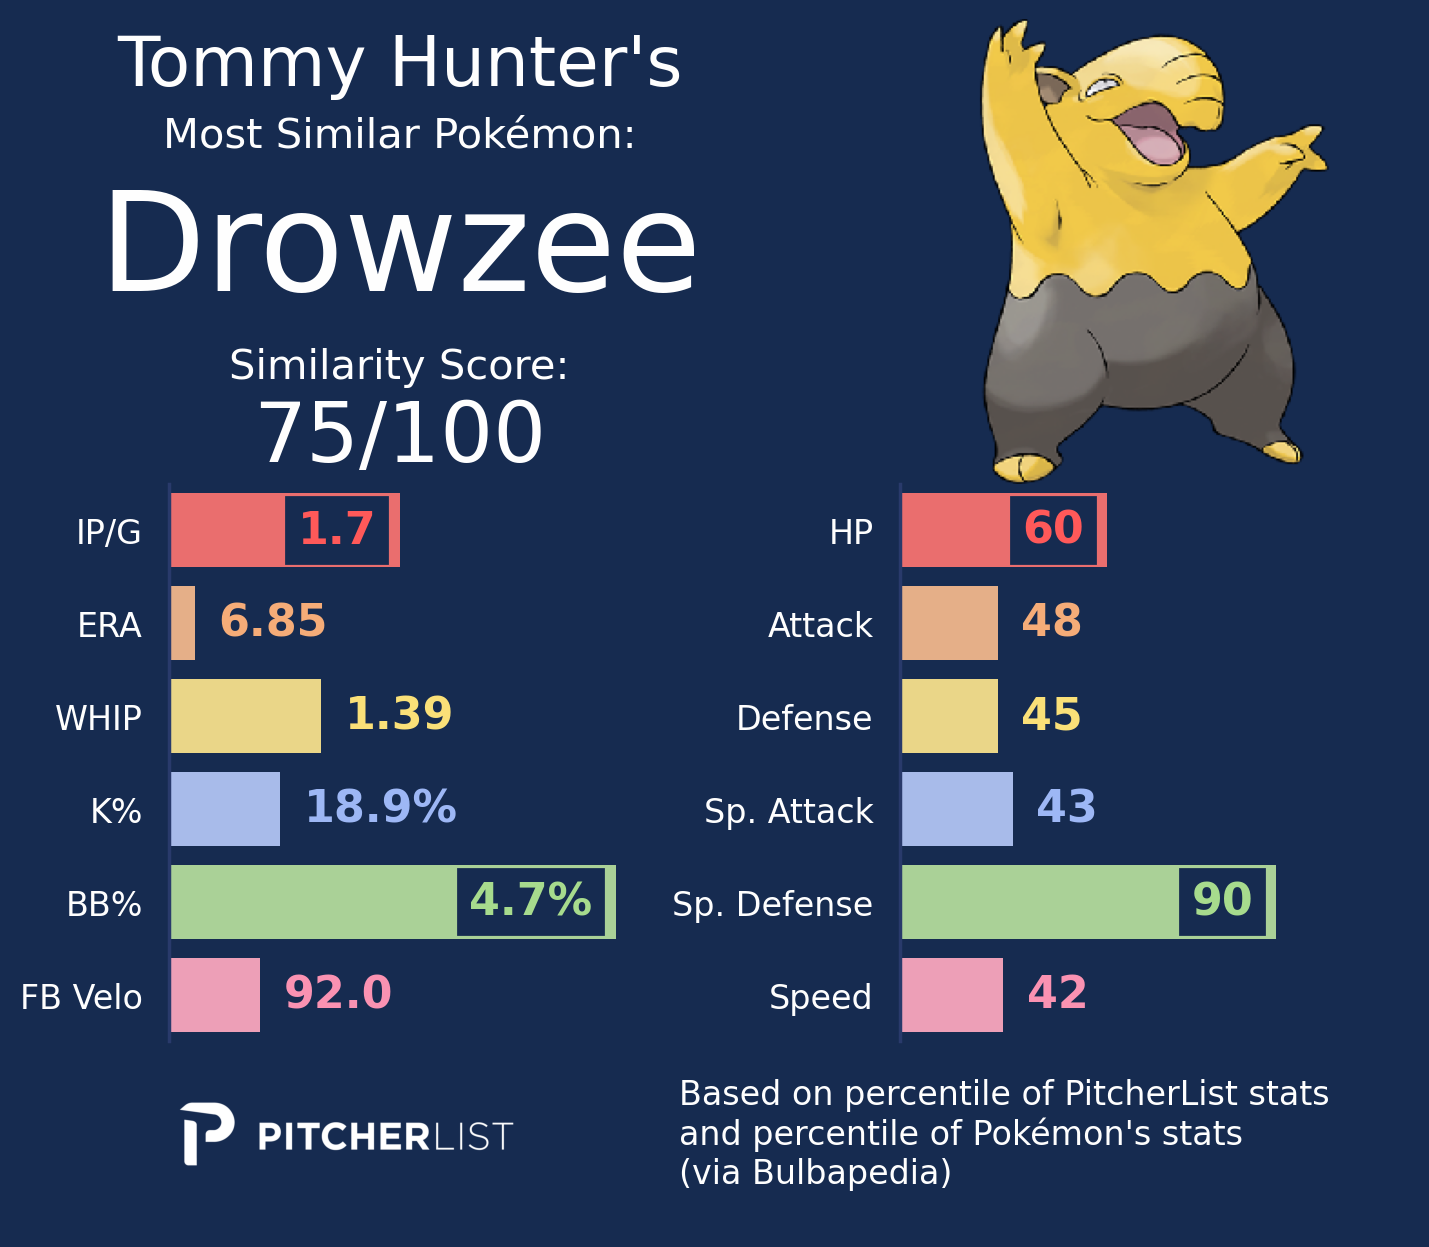 Tommy Hunter's
Most Similar Pokémon:
Drowzee
Similarity Score:
75/100
IP/G 1.7
ERA 6.85
WHIP 1.39
K% 18.9%
BB% 4.7%
FB Velo 92.0
HP 60
Attack 48
Defense 45
Sp. Attack 43
Sp. Defense 90
Speed 42
PITCHERLIST
Based on percentile of PitcherList stats
and percentile of Pokémon's stats
(via Bulbapedia)